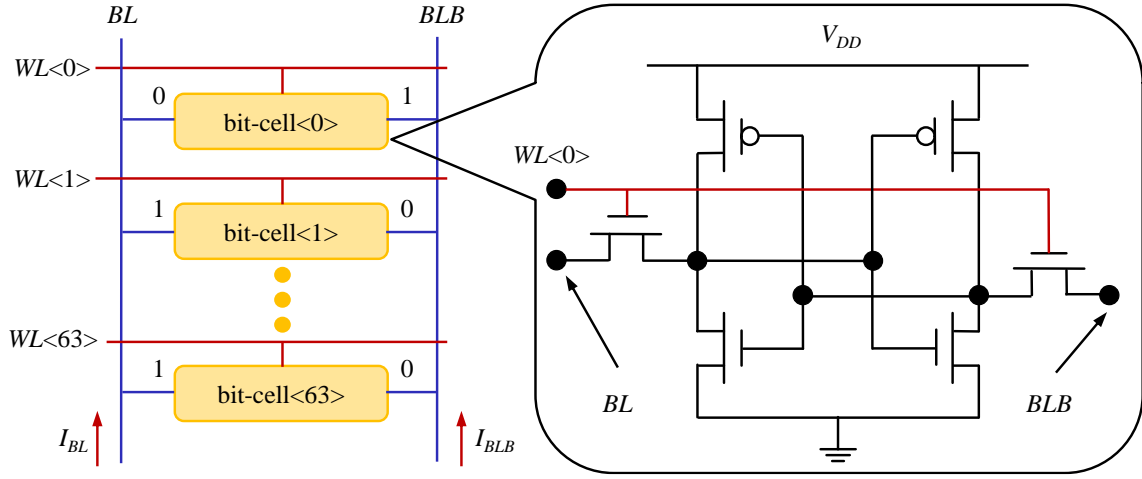 BL
BLB
WL<0>
0
1
bit-cell<0>
WL<1>
1
0
bit-cell<1>
WL<63>
1
0
bit-cell<63>
I_BL
I_BLB
V_DD
WL<0>
BL
BLB